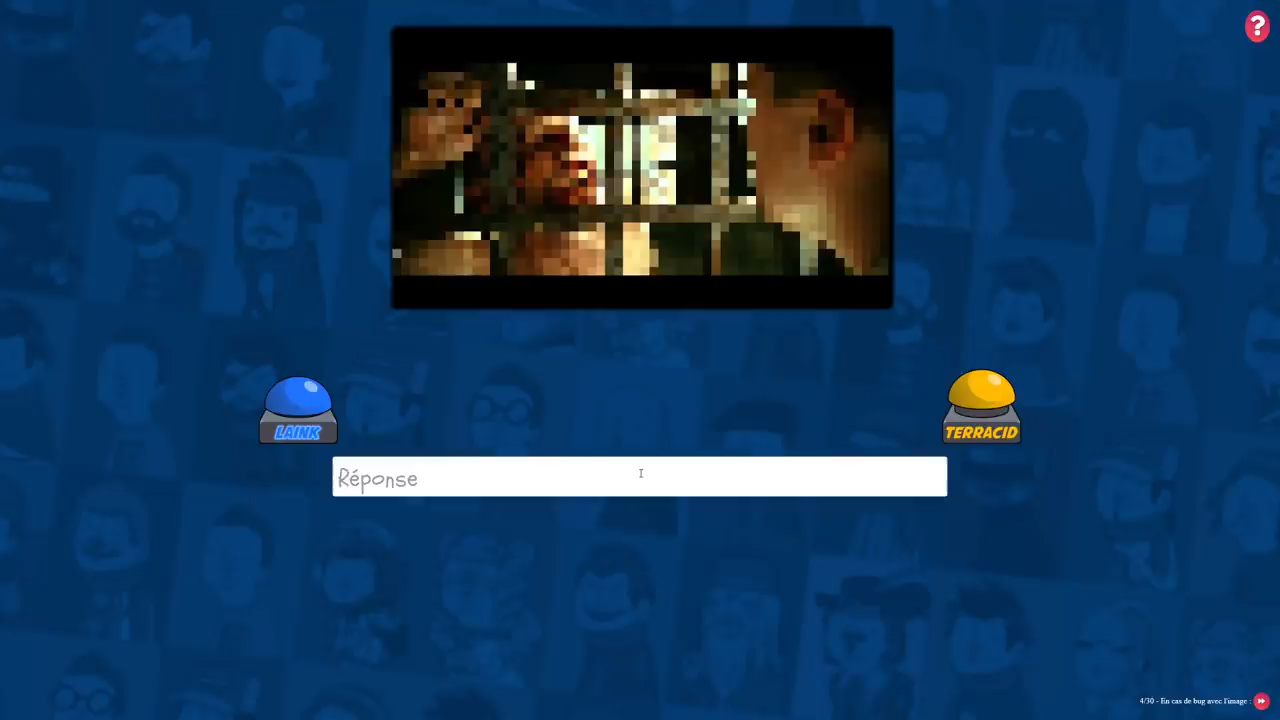 ?
LAINK
TERRACID
Réponse
4/30 - En cas de bug avec l'image :